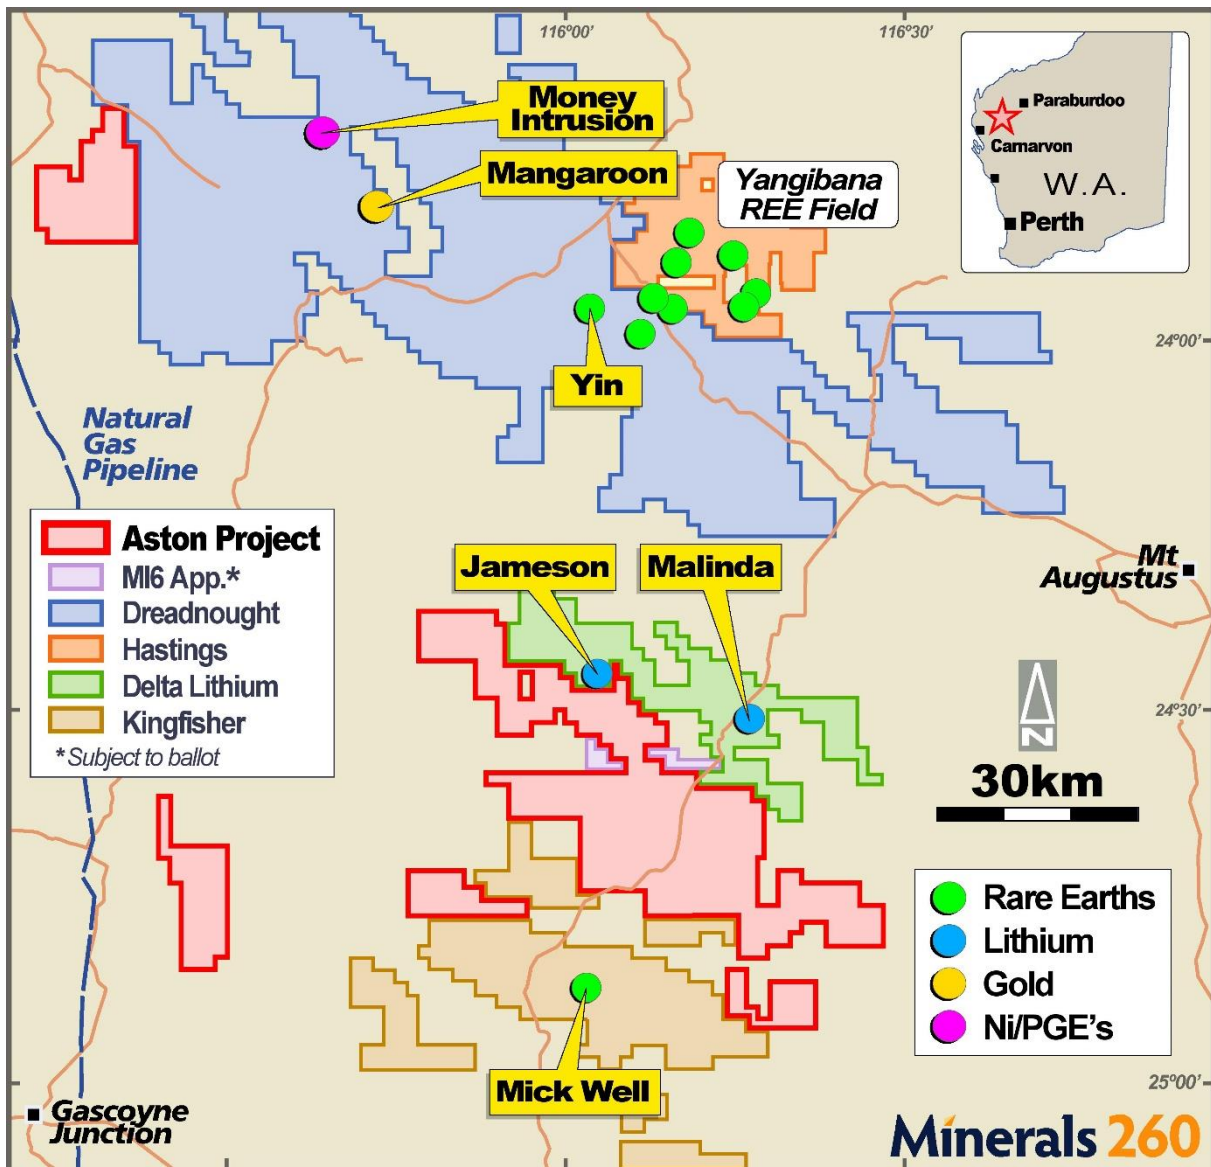 116°00'
116°30'
Money
Intrusion
Mangaroon
Yangibana
REE Field
Paraburdoo
Carnarvon
W.A.
Perth
Yin
24°00'
Natural
Gas
Pipeline
Aston Project
MI6 App.*
Dreadnought
Hastings
Delta Lithium
Kingfisher
*Subject to ballot
Jameson
Malinda
Mt
Augustus
N
24°30'
30km
Rare Earths
Lithium
Gold
Ni/PGE's
Mick Well
25°00'
Gascoyne
Junction
Minerals 260